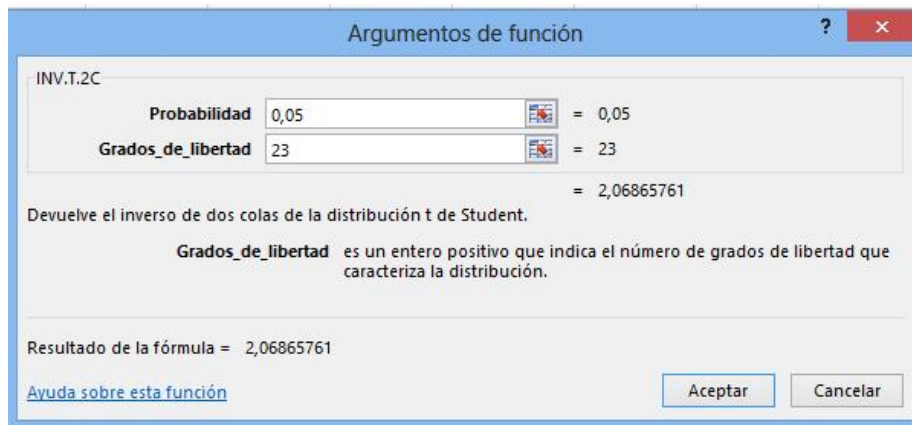 Argumentos de función ? ×
INV.T.2C
Probabilidad 0,05 = 0,05
Grados_de_libertad 23 = 23
= 2,06865761
Devuelve el inverso de dos colas de la distribución t de Student.
Grados_de_libertad es un entero positivo que indica el número de grados de libertad que
caracteriza la distribución.
Resultado de la fórmula = 2,06865761
Ayuda sobre esta función Aceptar Cancelar